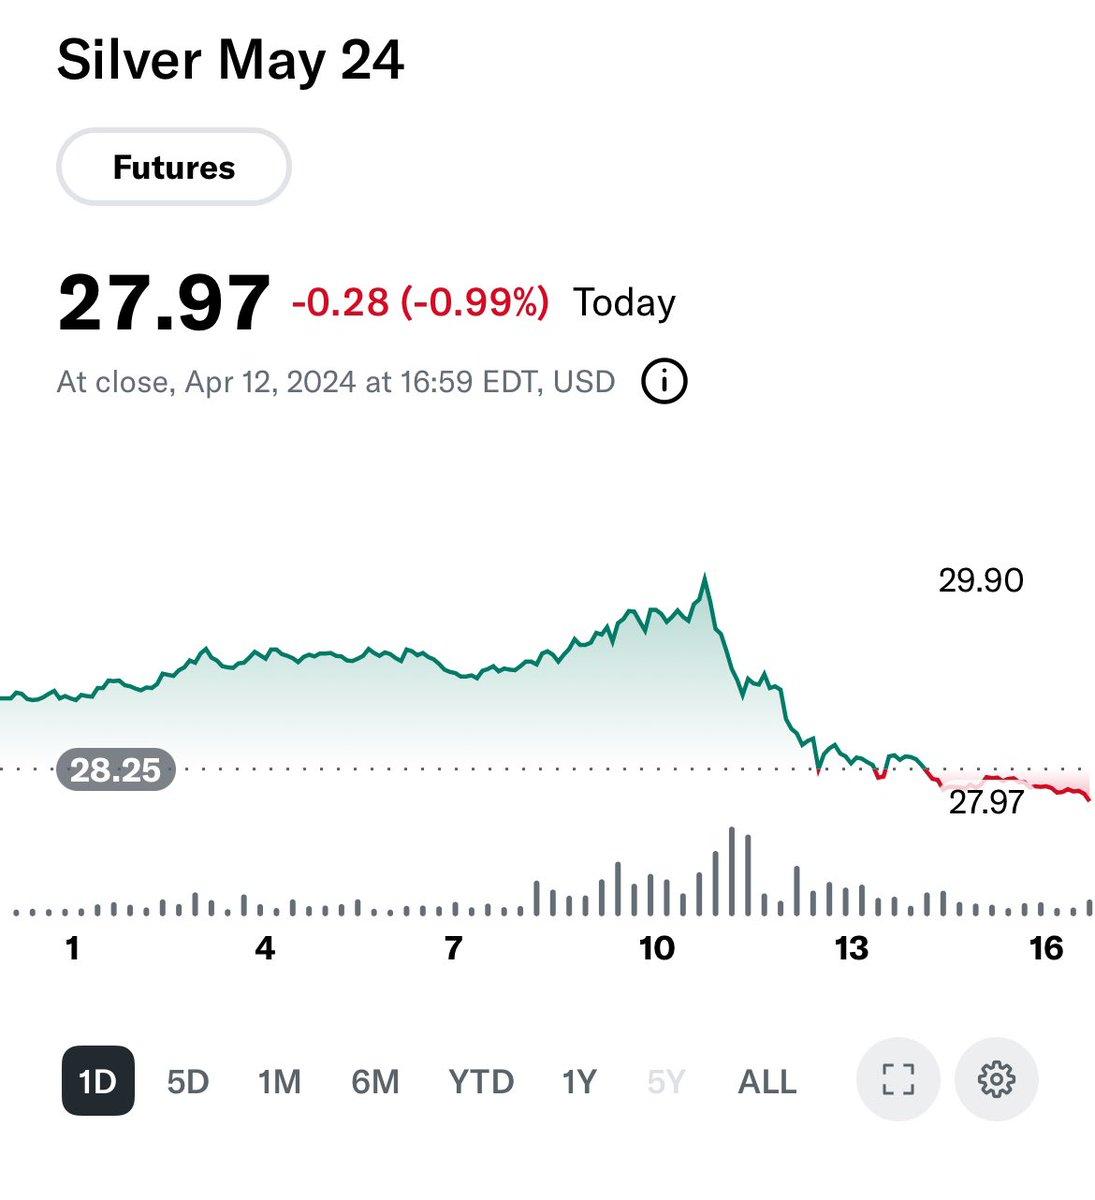 Silver May 24
Futures
27.97 -0.28 (-0.99%) Today
At close, Apr 12, 2024 at 16:59 EDT, USD
29.90
28.25
27.97
1 4 7 10 13 16
1D 5D 1M 6M YTD 1Y 5Y ALL